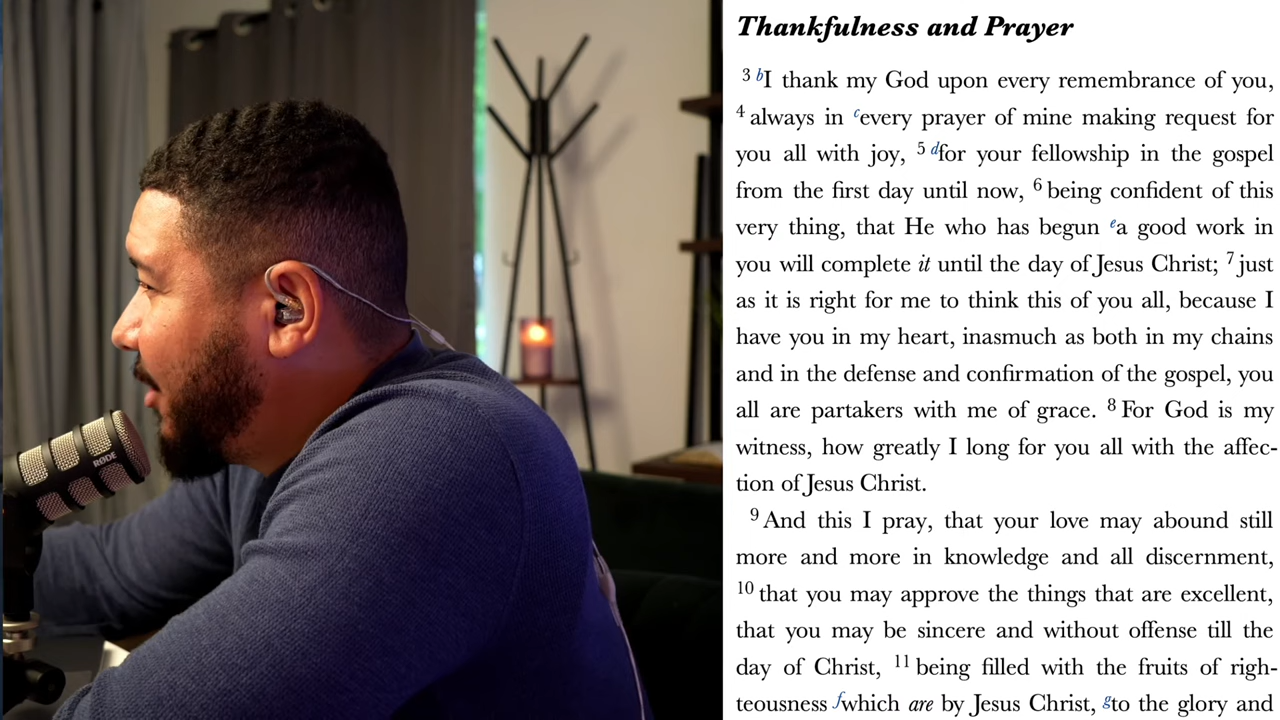 Thankfulness and Prayer
3 bI thank my God upon every remembrance of you,
4 always in cevery prayer of mine making request for
you all with joy, 5 dfor your fellowship in the gospel
from the first day until now, 6 being confident of this
very thing, that He who has begun ea good work in
you will complete it until the day of Jesus Christ; 7 just
as it is right for me to think this of you all, because I
have you in my heart, inasmuch as both in my chains
and in the defense and confirmation of the gospel, you
all are partakers with me of grace. 8 For God is my
witness, how greatly I long for you all with the affec-
tion of Jesus Christ.
9 And this I pray, that your love may abound still
more and more in knowledge and all discernment,
10 that you may approve the things that are excellent,
that you may be sincere and without offense till the
day of Christ, 11 being filled with the fruits of righ-
teousness fwhich are by Jesus Christ, gto the glory and
RØDE